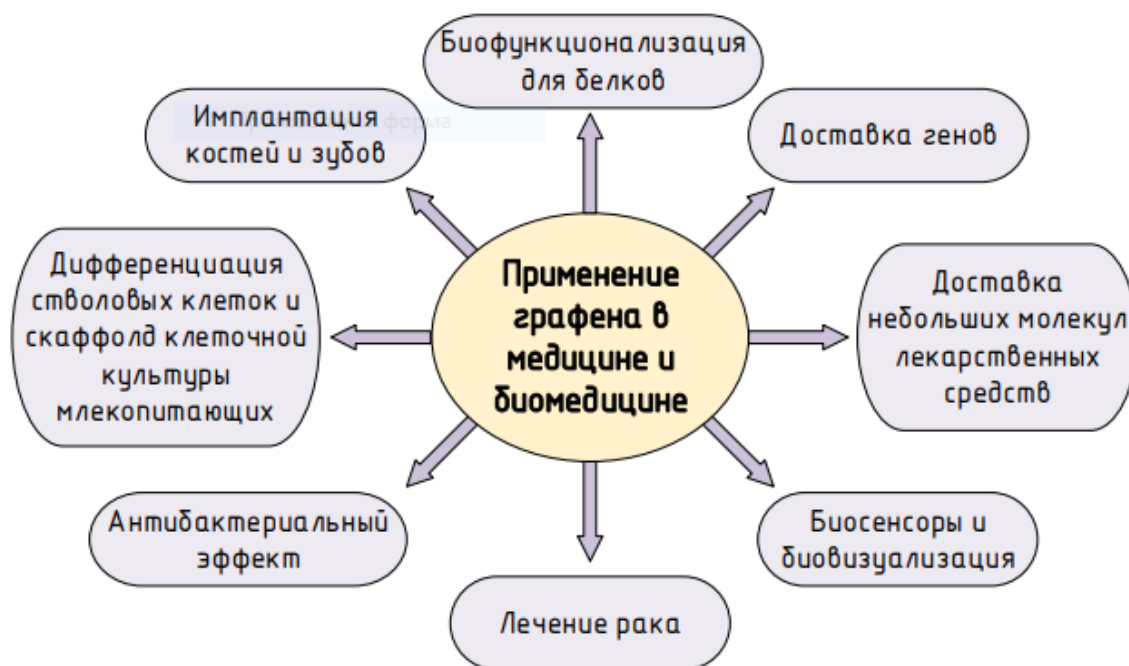 Биофункционализация
для белков
Имплантация
костей и зубов
форма
Доставка генов
Дифференциация
стволовых клеток и
скаффолд клеточной
культуры
млекопитающих
Применение
графена в
медицине и
биомедицине
Доставка
небольших молекул
лекарственных
средств
Антибактериальный
эффект
Биосенсоры и
биовизуализация
Лечение рака